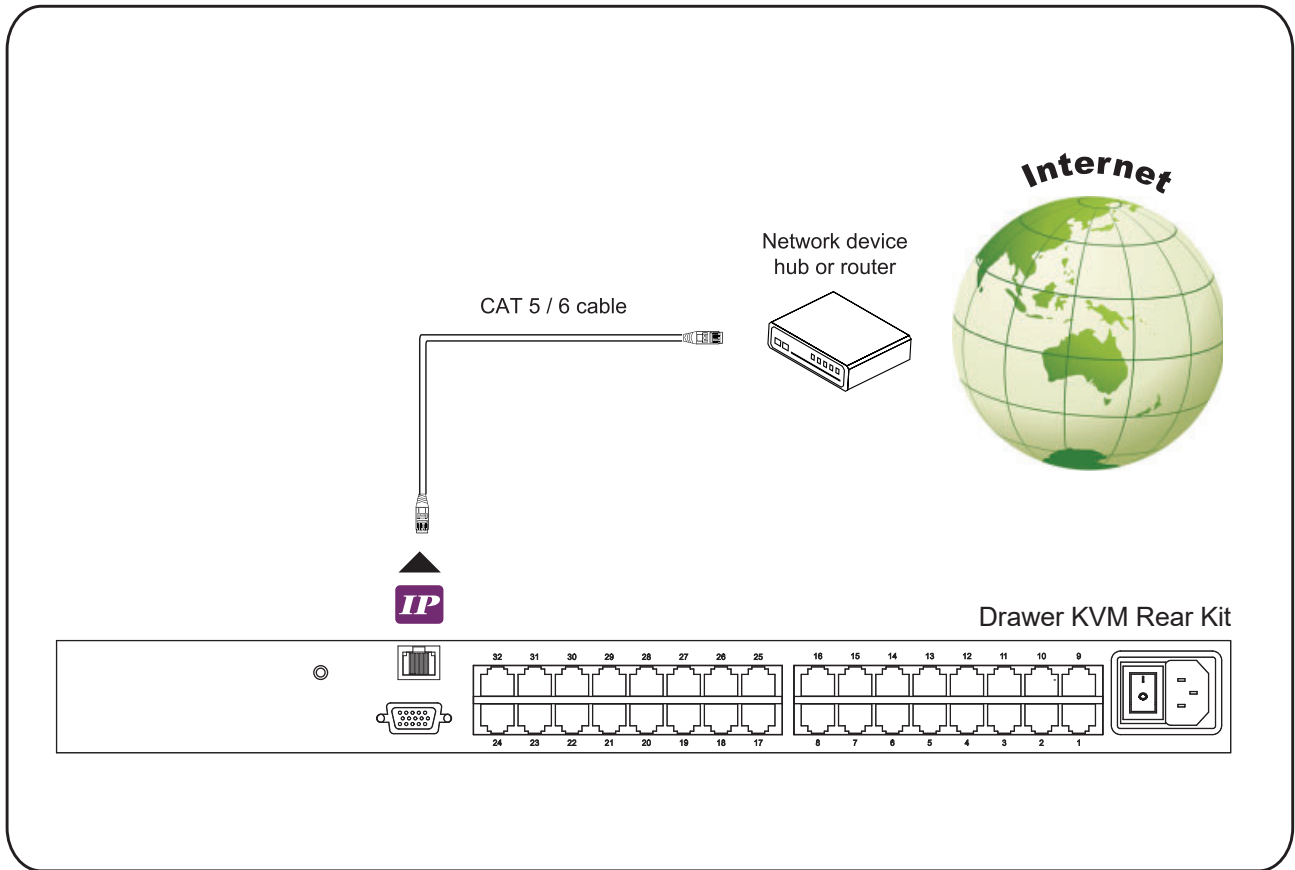 Internet
Network device
hub or router
CAT 5 / 6 cable
IP
Drawer KVM Rear Kit
32 31 30 29 28 27 26 25 16 15 14 13 12 11 10 9
24 23 22 21 20 19 18 17 8 7 6 5 4 3 2 1